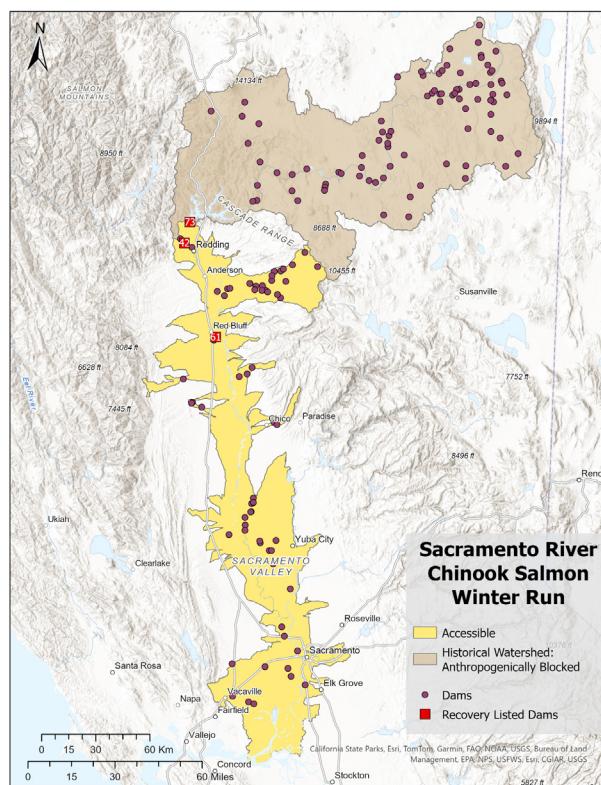 N
14134 ft
SALMON
MOUNTAINS
9894 ft
8950 ft
CASCADE RANGE
73
42
Redding
8688 ft
10455 ft
Anderson
Susanville
Red Bluff
61
8084 ft
6628 ft
7752 ft
Eel River
7445 ft
Chico
Paradise
8496 ft
Reno
Ukiah
Yuba City
Clearlake
SACRAMENTO
VALLEY
Sacramento River
Chinook Salmon
Winter Run
Roseville
Accessible
Sacramento
Historical Watershed:
Anthropogenically Blocked
Santa Rosa
Elk Grove
Napa
Vacaville
Dams
Fairfield
Recovery Listed Dams
Vallejo
0 30 60 Km
California State Parks, Esri, TomTom, Garmin, FAO, NOAA, USGS, Bureau of Land
Management, EPA, NPS, USFWS, Esri, CGIAR, USGS
0 30 60 Miles
Concord
Stockton
5827 ft